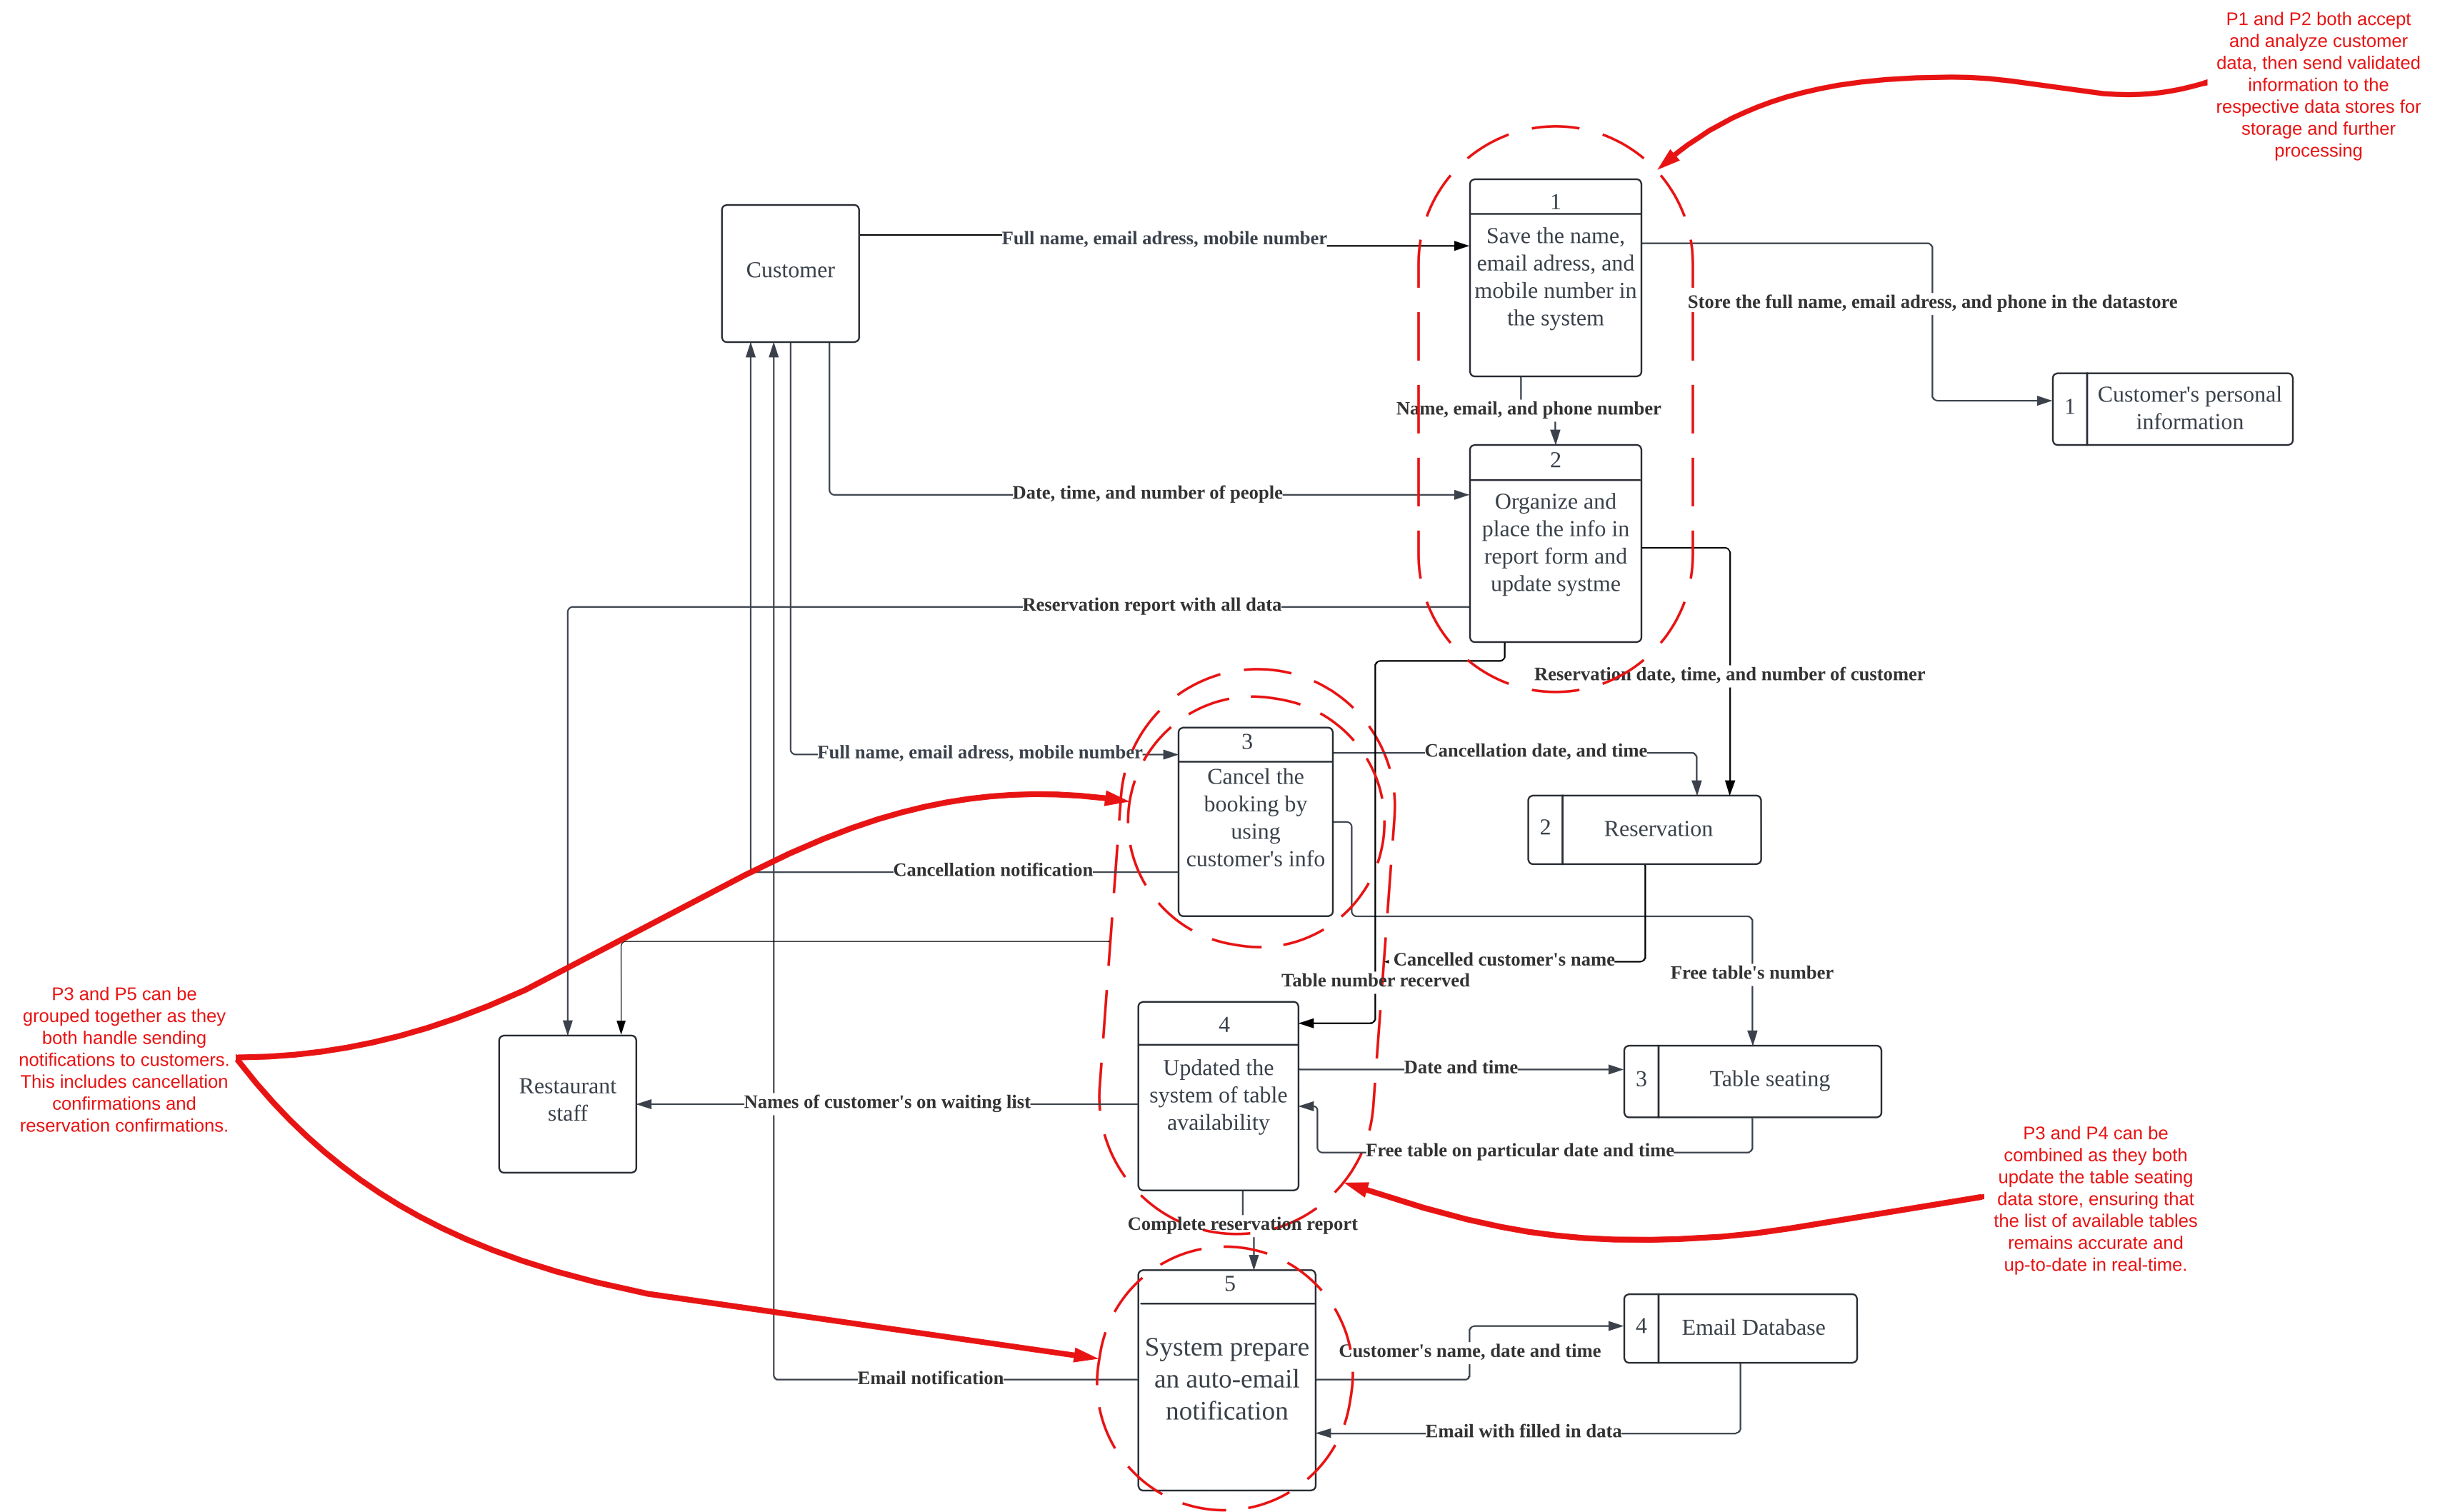 P1 and P2 both accept
and analyze customer
data, then send validated
information to the
respective data stores for
storage and further
processing
1
Save the name,
email adress, and
mobile number in
the system
Customer
Full name, email adress, mobile number
Store the full name, email adress, and phone in the datastore
1
Customer's personal
information
Name, email, and phone number
2
Organize and
place the info in
report form and
update systme
Date, time, and number of people
Reservation report with all data
Reservation date, time, and number of customer
3
Cancel the
booking by
using
customer's info
Full name, email adress, mobile number
Cancellation date, and time
2
Reservation
Cancellation notification
Cancelled customer's name
Table number recerved
Free table's number
P3 and P5 can be
grouped together as they
both handle sending
notifications to customers.
This includes cancellation
confirmations and
reservation confirmations.
4
Updated the
system of table
availability
Restaurant
staff
Date and time
3
Table seating
Names of customer's on waiting list
Free table on particular date and time
P3 and P4 can be
combined as they both
update the table seating
data store, ensuring that
the list of available tables
remains accurate and
up-to-date in real-time.
Complete reservation report
5
System prepare
an auto-email
notification
4
Email Database
Customer's name, date and time
Email notification
Email with filled in data